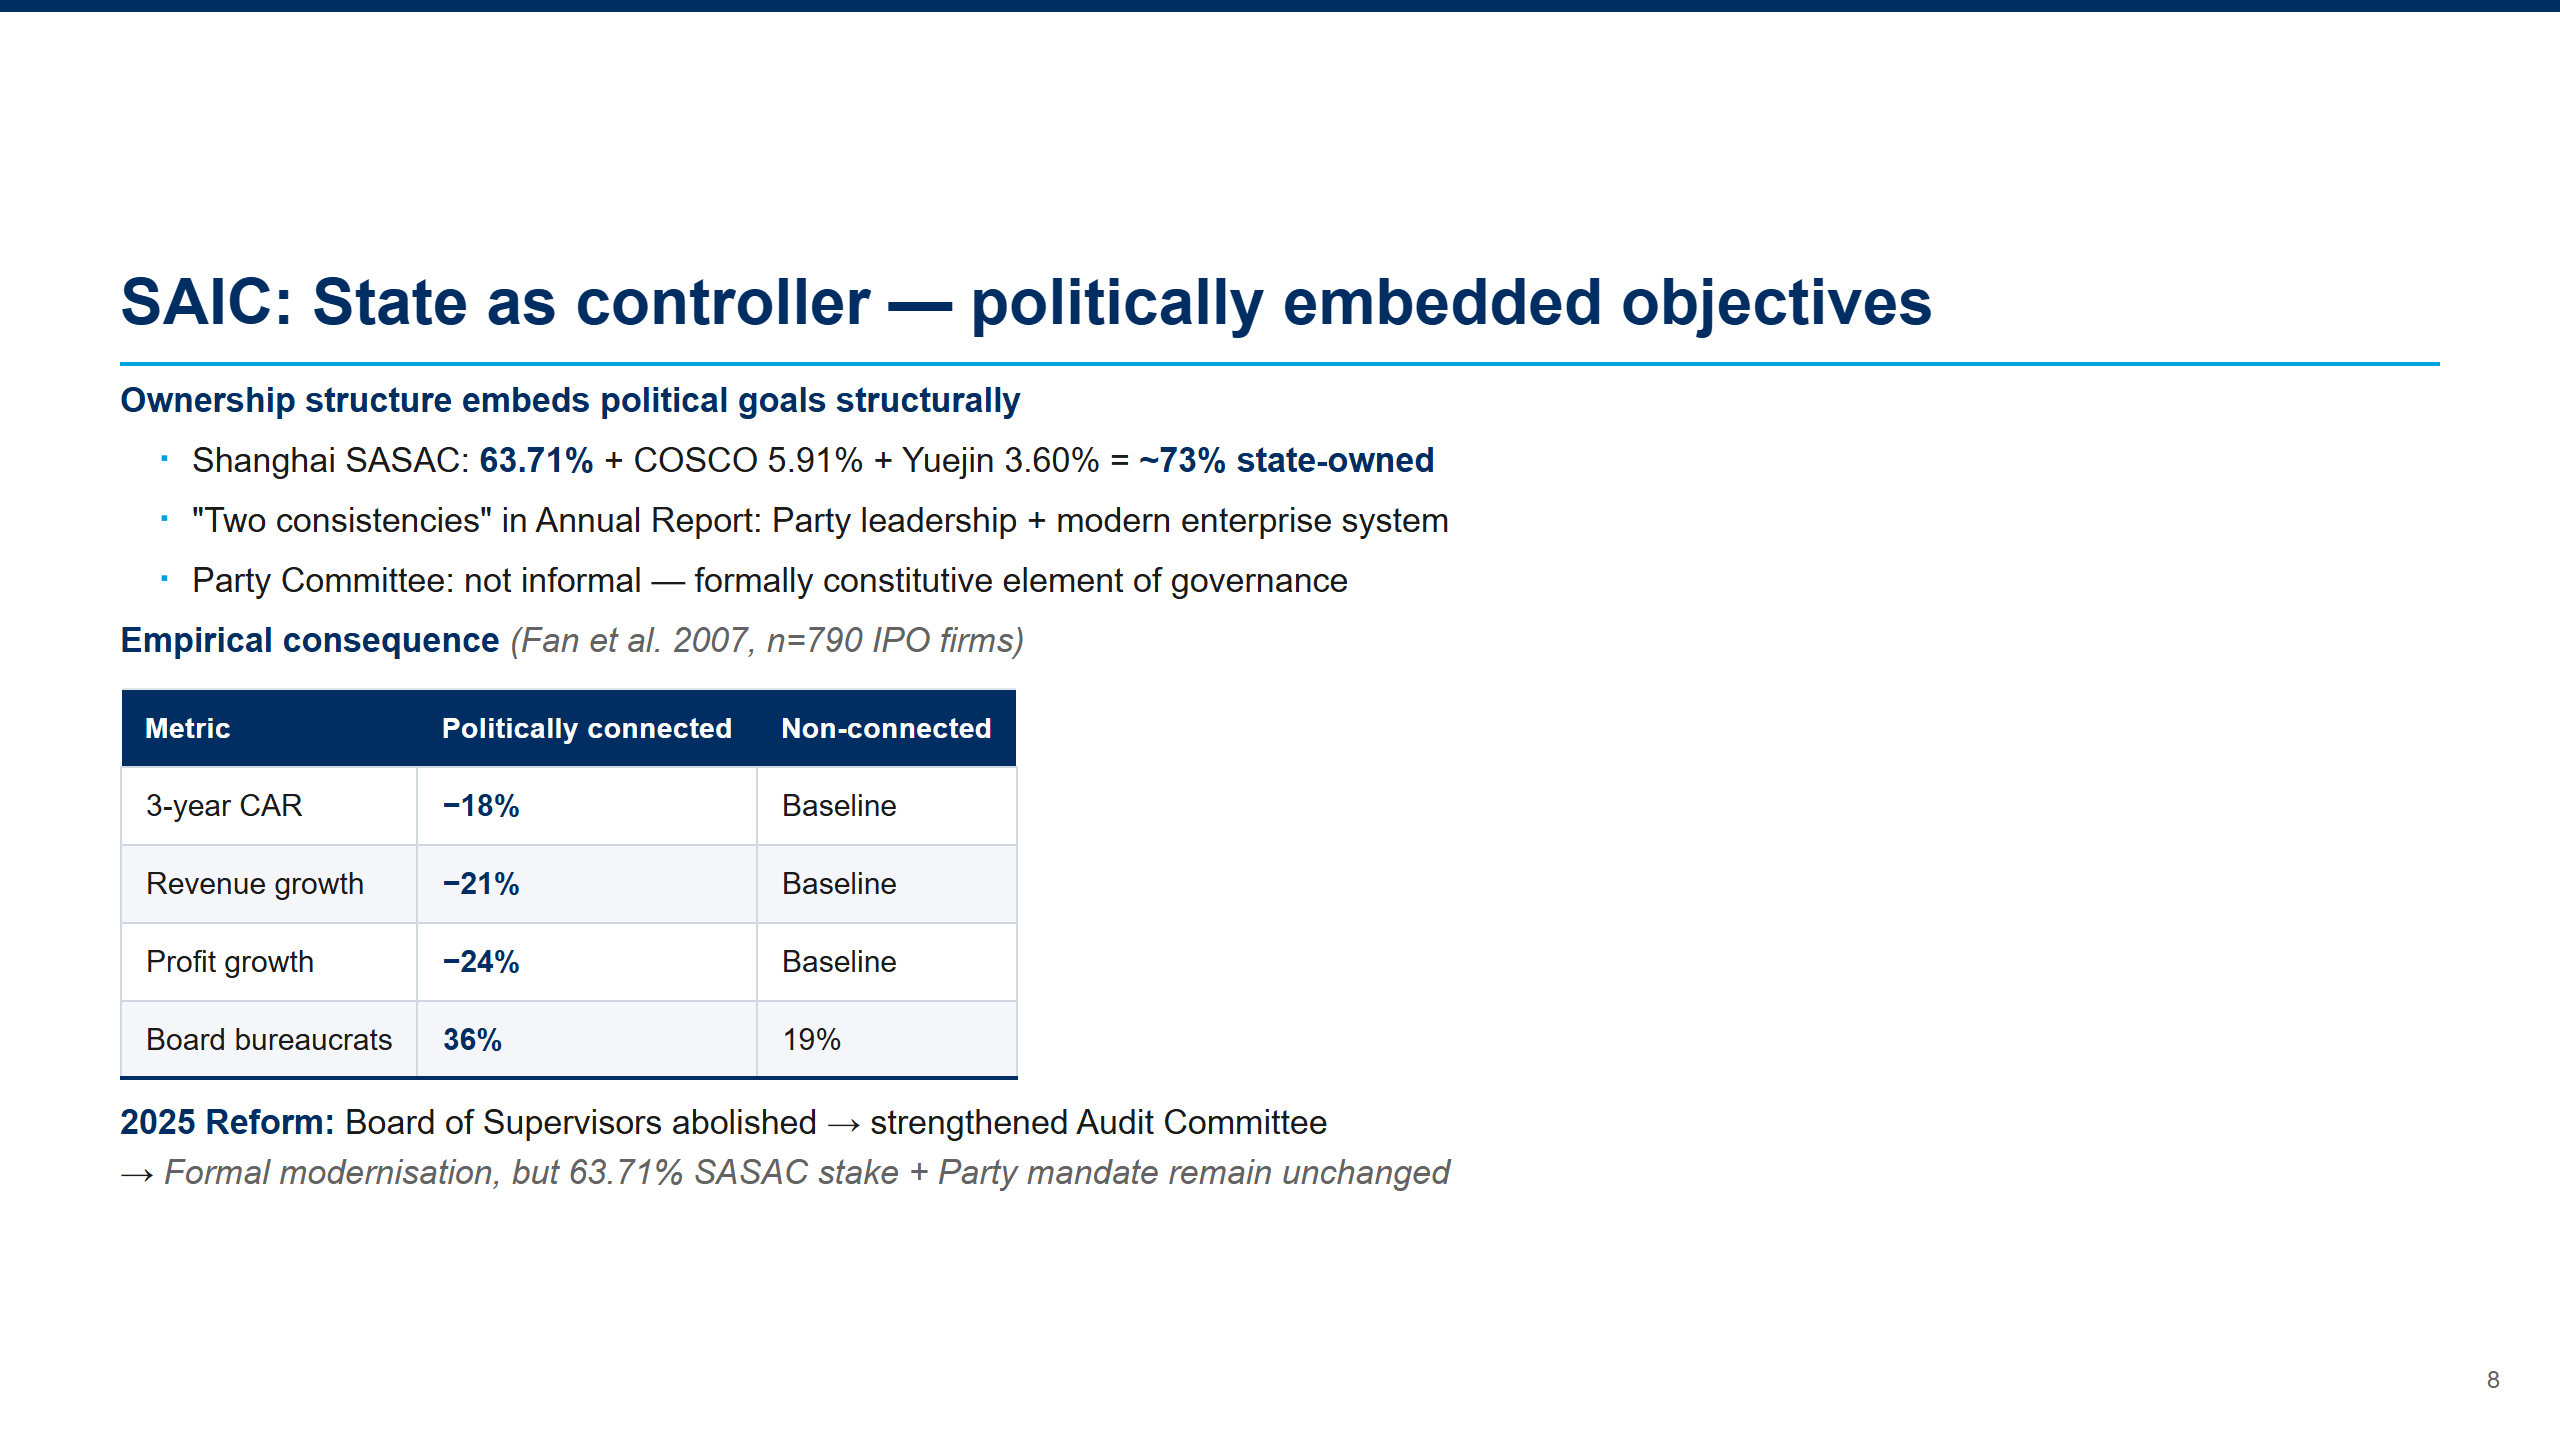 SAIC: State as controller — politically embedded objectives
Ownership structure embeds political goals structurally
▪ Shanghai SASAC: 63.71% + COSCO 5.91% + Yuejin 3.60% = ~73% state-owned
▪ "Two consistencies" in Annual Report: Party leadership + modern enterprise system
▪ Party Committee: not informal — formally constitutive element of governance
Empirical consequence (Fan et al. 2007, n=790 IPO firms)
Metric Politically connected Non-connected
3-year CAR −18% Baseline
Revenue growth −21% Baseline
Profit growth −24% Baseline
Board bureaucrats 36% 19%
2025 Reform: Board of Supervisors abolished → strengthened Audit Committee
→ Formal modernisation, but 63.71% SASAC stake + Party mandate remain unchanged
8